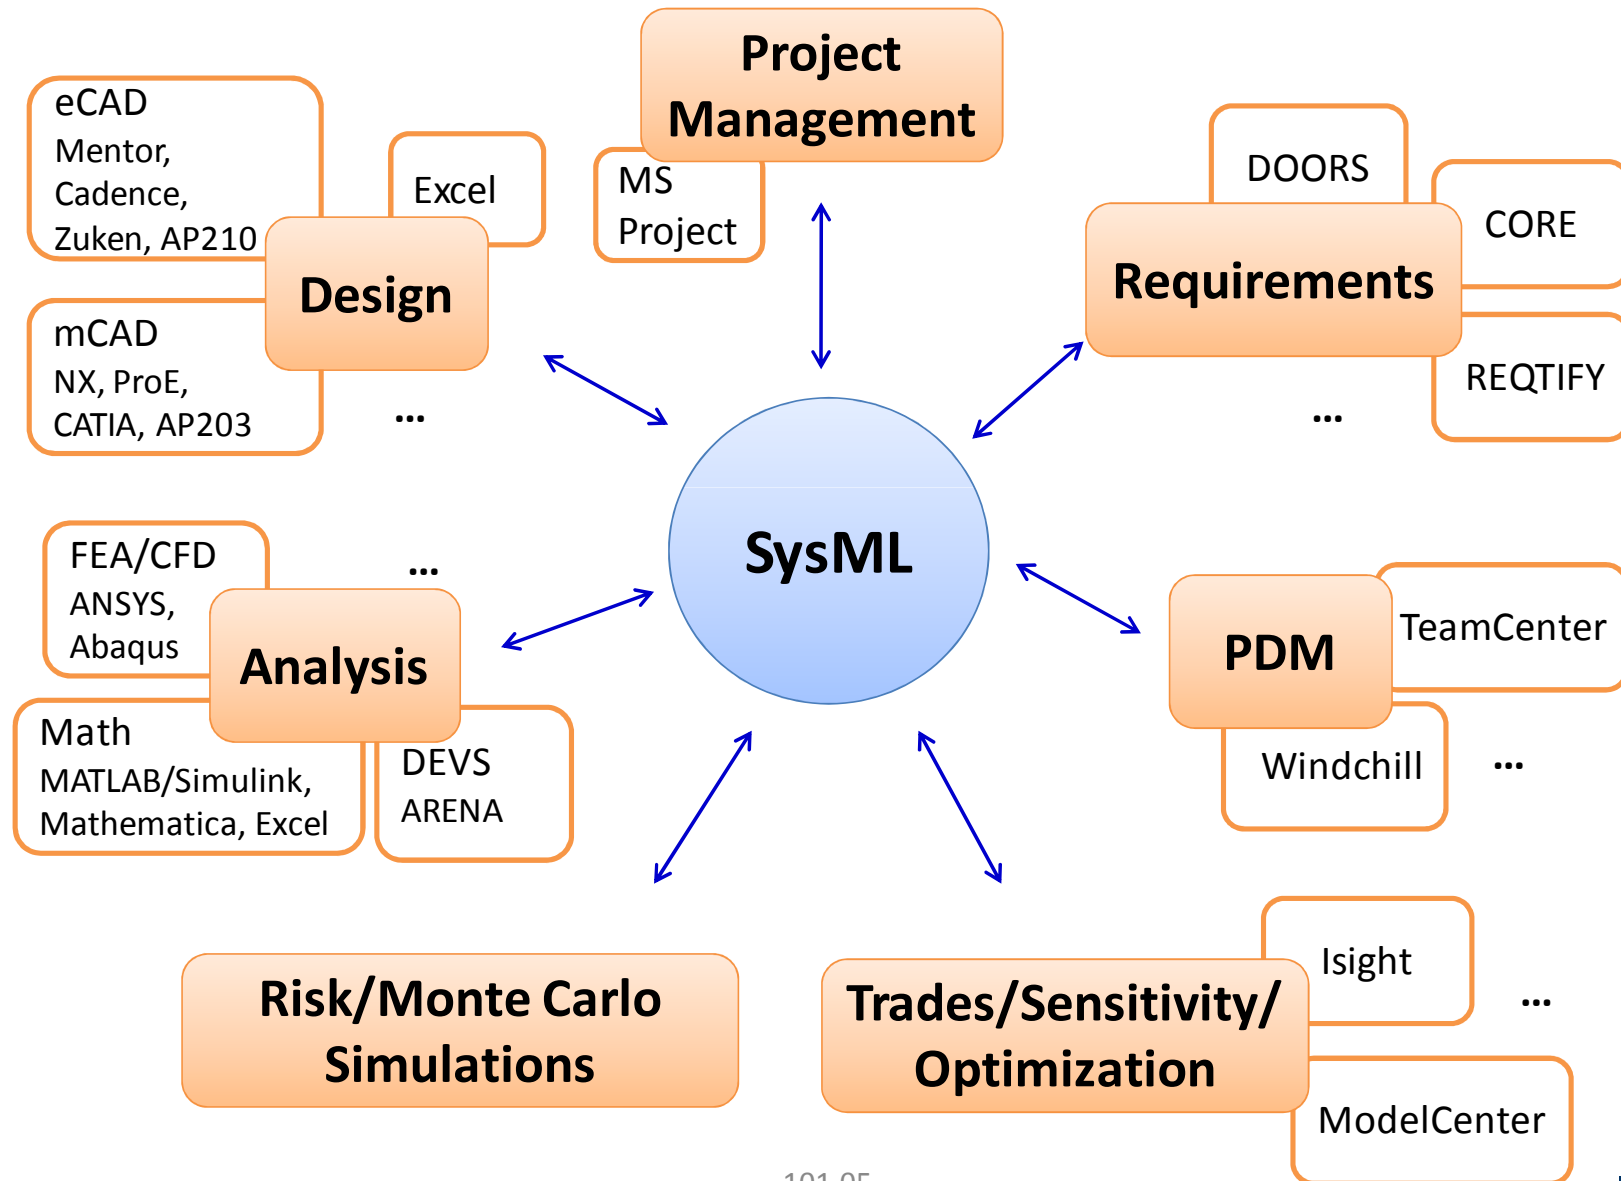 Project
Management
MS
Project
eCAD
Mentor,
Cadence,
Zuken, AP210
Excel
Design
mCAD
NX, ProE,
CATIA, AP203
...
DOORS
CORE
Requirements
REQTIFY
...
SysML
FEA/CFD
ANSYS,
Abaqus
...
Analysis
Math
MATLAB/Simulink,
Mathematica, Excel
DEVS
ARENA
TeamCenter
PDM
Windchill
...
Risk/Monte Carlo
Simulations
Trades/Sensitivity/
Optimization
Isight
...
ModelCenter